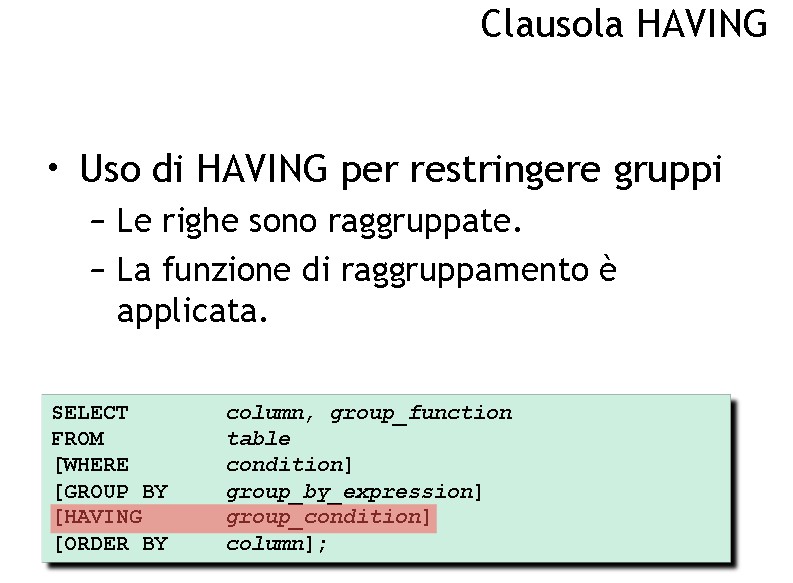 Clausola HAVING
• Uso di HAVING per restringere gruppi
– Le righe sono raggruppate.
– La funzione di raggruppamento è
applicata.
SELECT column, group_function
FROM table
[WHERE condition]
[GROUP BY group_by_expression]
[HAVING group_condition]
[ORDER BY column];